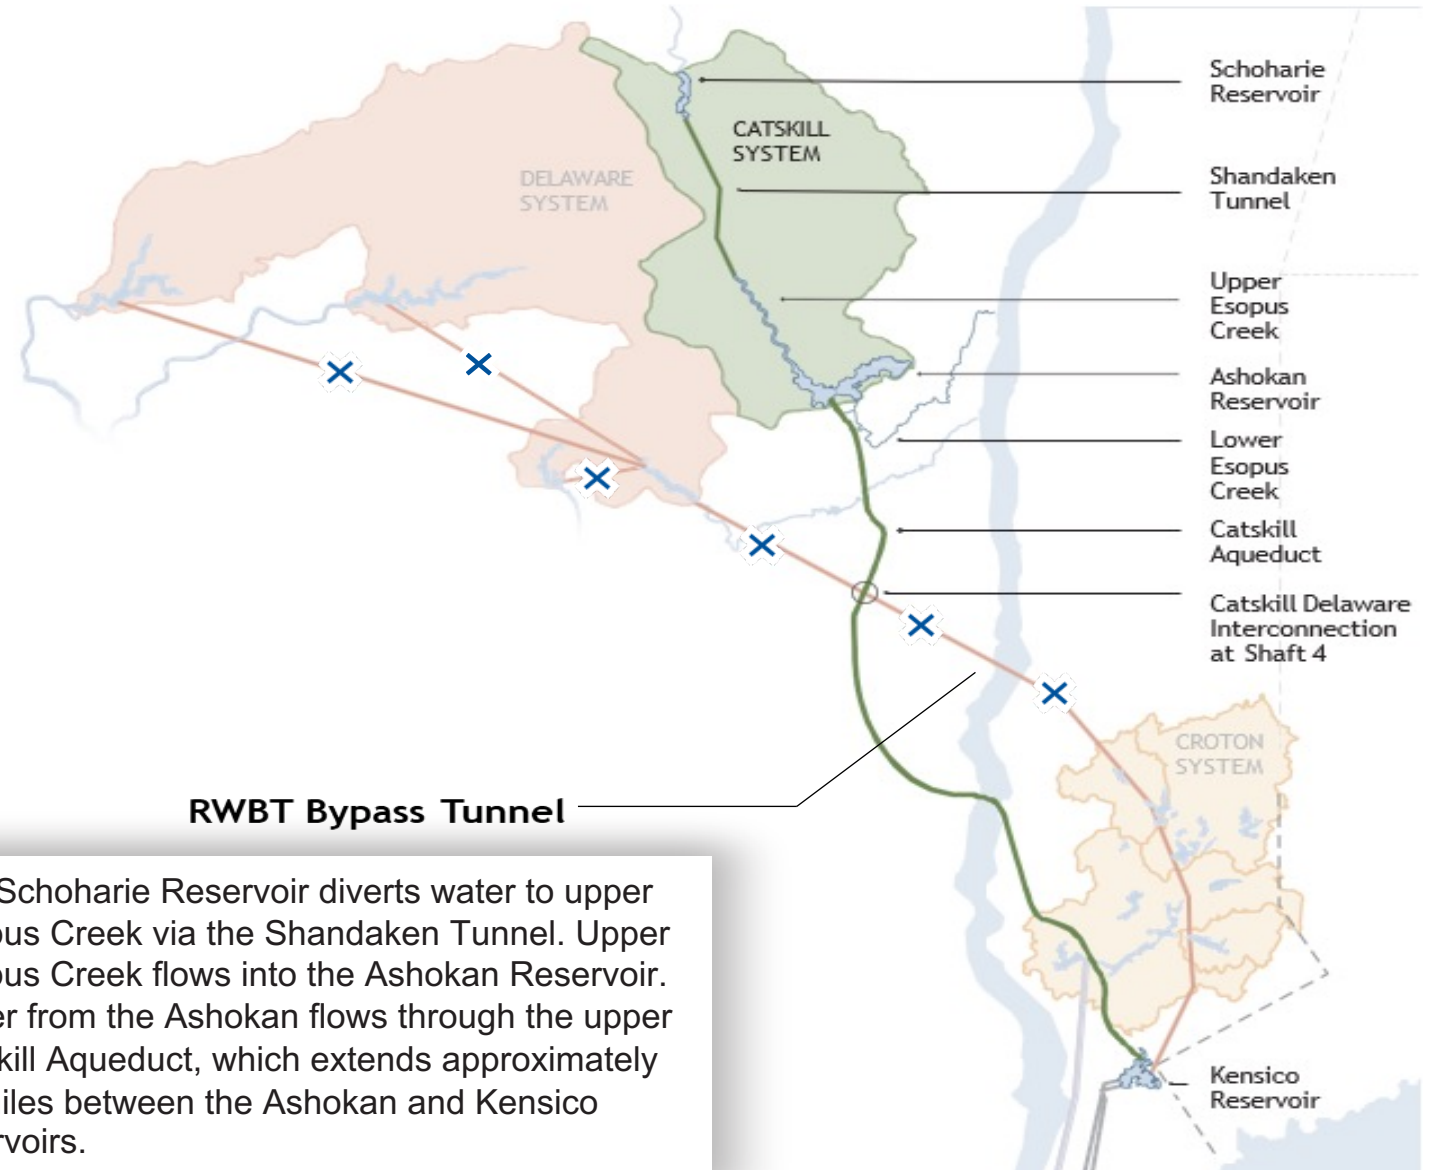 Schoharie
Reservoir
CATSKILL
SYSTEM
DELAWARE
SYSTEM
Shandaken
Tunnel
Upper
Esopus
Creek
Ashokan
Reservoir
Lower
Esopus
Creek
Catskill
Aqueduct
Catskill Delaware
Interconnection
at Shaft 4
CROTON
SYSTEM
RWBT Bypass Tunnel
Schoharie Reservoir diverts water to upper
pus Creek via the Shandaken Tunnel. Upper
pus Creek flows into the Ashokan Reservoir.
er from the Ashokan flows through the upper
kill Aqueduct, which extends approximately
iles between the Ashokan and Kensico
rvoirs.
Kensico
Reservoir